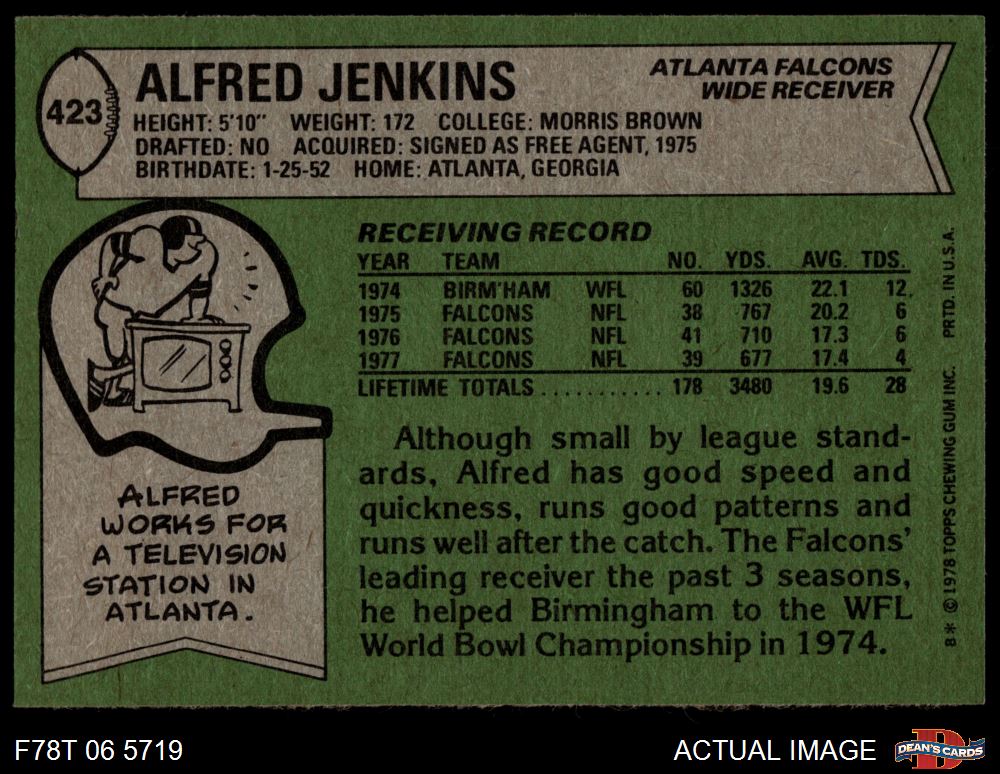 423
ALFRED JENKINS
ATLANTA FALCONS
WIDE RECEIVER
HEIGHT: 5'10" WEIGHT: 172 COLLEGE: MORRIS BROWN
DRAFTED: NO ACQUIRED: SIGNED AS FREE AGENT, 1975
BIRTHDATE: 1-25-52 HOME: ATLANTA, GEORGIA
RECEIVING RECORD
YEAR TEAM NO. YDS. AVG. TDS.
1974 BIRM'HAM WFL 60 1326 22.1 12
1975 FALCONS NFL 38 767 20.2 6
1976 FALCONS NFL 41 710 17.3 6
1977 FALCONS NFL 39 677 17.4 4
LIFETIME TOTALS ........... 178 3480 19.6 28
Although small by league stand-
ards, Alfred has good speed and
quickness, runs good patterns and
runs well after the catch. The Falcons'
leading receiver the past 3 seasons,
he helped Birmingham to the WFL
World Bowl Championship in 1974.
ALFRED
WORKS FOR
A TELEVISION
STATION IN
ATLANTA.
B* © 1978 TOPPS CHEWING GUM INC. PRTD. IN U.S.A.
F78T 06 5719
ACTUAL IMAGE
D
DEAN'S CARDS